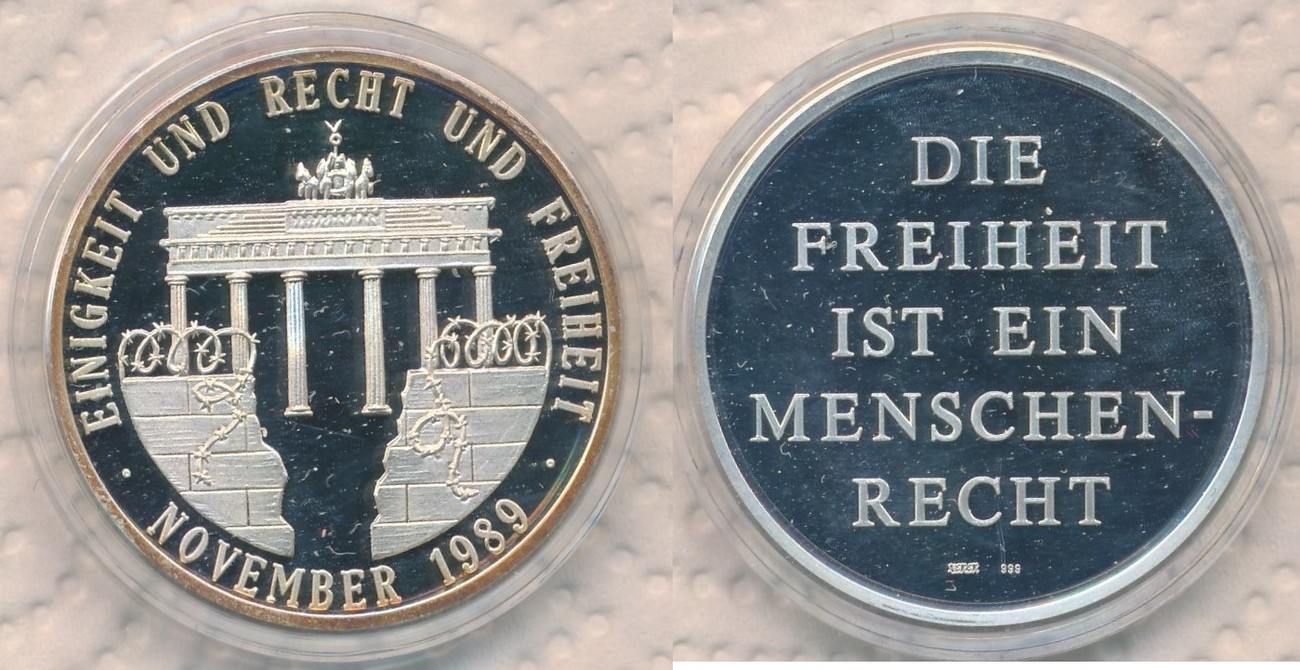 EINIGKEIT UND RECHT UND FREIHEIT
NOVEMBER 1989
DIE
FREIHEIT
IST EIN
MENSCHEN-
RECHT
999